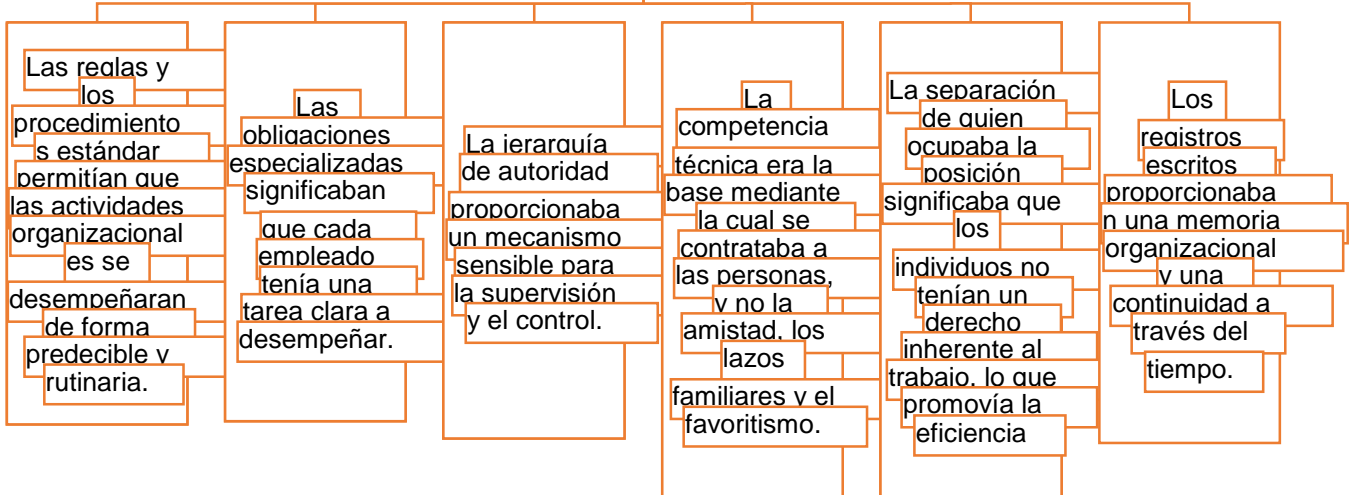 Las reglas y
los
procedimiento
s estándar
permitían que
las actividades
organizacional
es se
desempeñaran
de forma
predecible y
rutinaria.
Las
obligaciones
especializadas
significaban
que cada
empleado
tenía una
tarea clara a
desempeñar.
La jerarquía
de autoridad
proporcionaba
un mecanismo
sensible para
la supervisión
y el control.
La
competencia
técnica era la
base mediante
la cual se
contrataba a
las personas,
y no la
amistad, los
lazos
familiares y el
favoritismo.
La separación
de quien
ocupaba la
posición
significaba que
los
individuos no
tenían un
derecho
inherente al
trabajo, lo que
promovía la
eficiencia
Los
registros
escritos
proporcionaba
n una memoria
organizacional
y una
continuidad a
través del
tiempo.